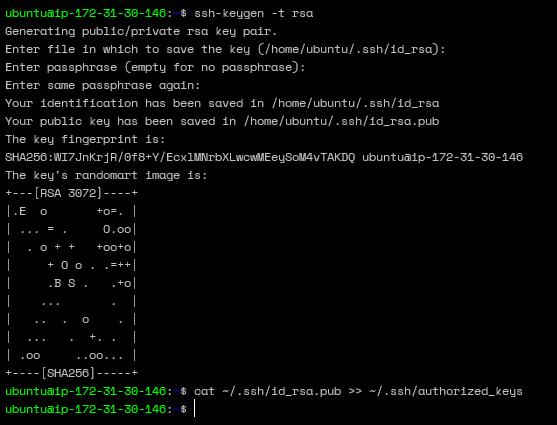 ubuntu@ip-172-31-30-146:~$ ssh-keygen -t rsa
Generating public/private rsa key pair.
Enter file in which to save the key (/home/ubuntu/.ssh/id_rsa):
Enter passphrase (empty for no passphrase):
Enter same passphrase again:
Your identification has been saved in /home/ubuntu/.ssh/id_rsa
Your public key has been saved in /home/ubuntu/.ssh/id_rsa.pub
The key fingerprint is:
SHA256:WI7JnKrjR/0f8+Y/EcxlMNrbXLwcwMEeySoM4vTAKDQ ubuntu@ip-172-31-30-146
The key's randomart image is:
+---[RSA 3072]----+
|.E  o       +o=. |
| ... = .     O.oo|
|  . o + +   +oo+o|
|     + O o . .=++|
|     .B S .   .+o|
|    ...       .  |
|   ..  .  o    . |
|  ...   .  +. .  |
| .oo     ..oo... |
+----[SHA256]-----+
ubuntu@ip-172-31-30-146:~$ cat ~/.ssh/id_rsa.pub >> ~/.ssh/authorized_keys
ubuntu@ip-172-31-30-146:~$